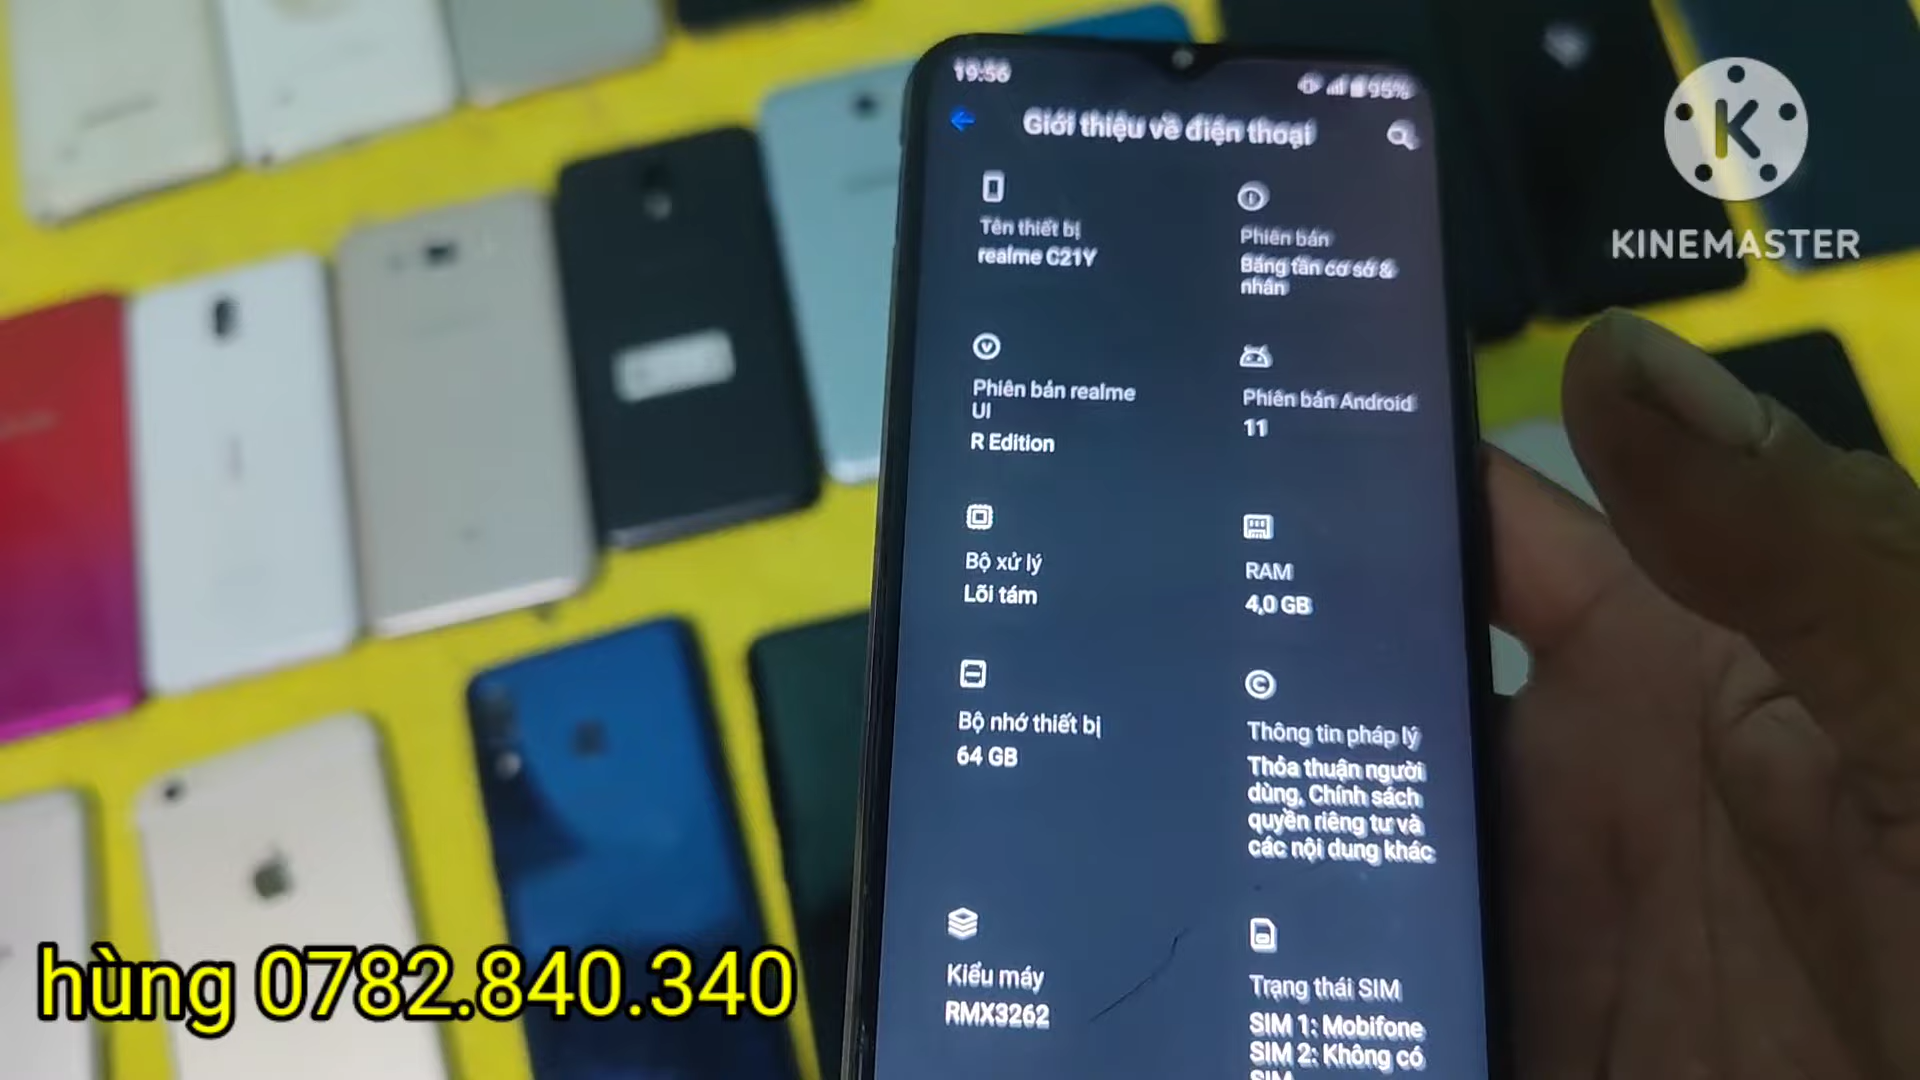 19:56
95%
Giới thiệu về điện thoại
Tên thiết bị
realme C21Y
Phiên bản
Băng tần cơ sở &
nhân
Phiên bản realme
UI
R Edition
Phiên bản Android
11
Bộ xử lý
Lõi tám
RAM
4,0 GB
Bộ nhớ thiết bị
64 GB
Thông tin pháp lý
Thỏa thuận người
dùng, Chính sách
quyền riêng tư và
các nội dung khác
Kiểu máy
RMX3262
Trạng thái SIM
SIM 1: Mobifone
SIM 2: Không có
SIM
K
KINEMASTER
hùng 0782.840.340